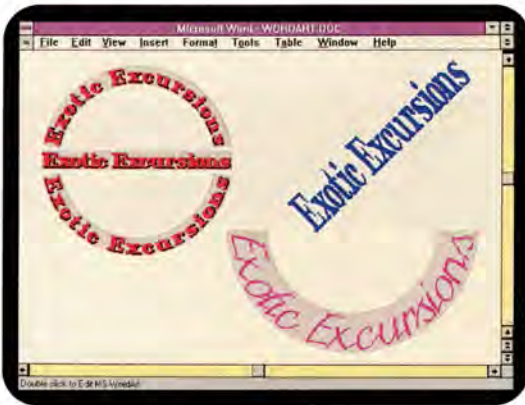 Microsoft Word - WORDART.DOC
File Edit View Insert Format Tools Table Window Help
Exotic Excursions
Exotic Excursions
Exotic Excursions
Exotic Excursions
Exotic Excursions
Double click to Edit MS WordArt